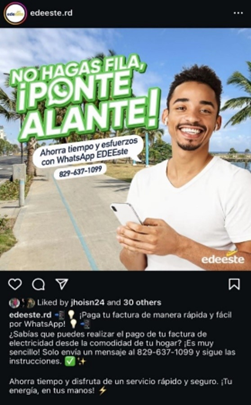 edeeste.rd
NO HAGAS FILA,
¡PONTE
ALANTE!
Ahorra tiempo y esfuerzos
con WhatsApp EDEEste
829-637-1099
edeeste
Liked by jhoisn24 and 30 others
edeeste.rd 📲💡 ¡Paga tu factura de manera rápida y fácil
por WhatsApp! 💡📲
¿Sabías que puedes realizar el pago de tu factura de
electricidad desde la comodidad de tu hogar? ¡Es muy
sencillo! Solo envía un mensaje al 829-637-1099 y sigue las
instrucciones. ✅✨
Ahorra tiempo y disfruta de un servicio rápido y seguro. ¡Tu
energía, en tus manos! ⚡